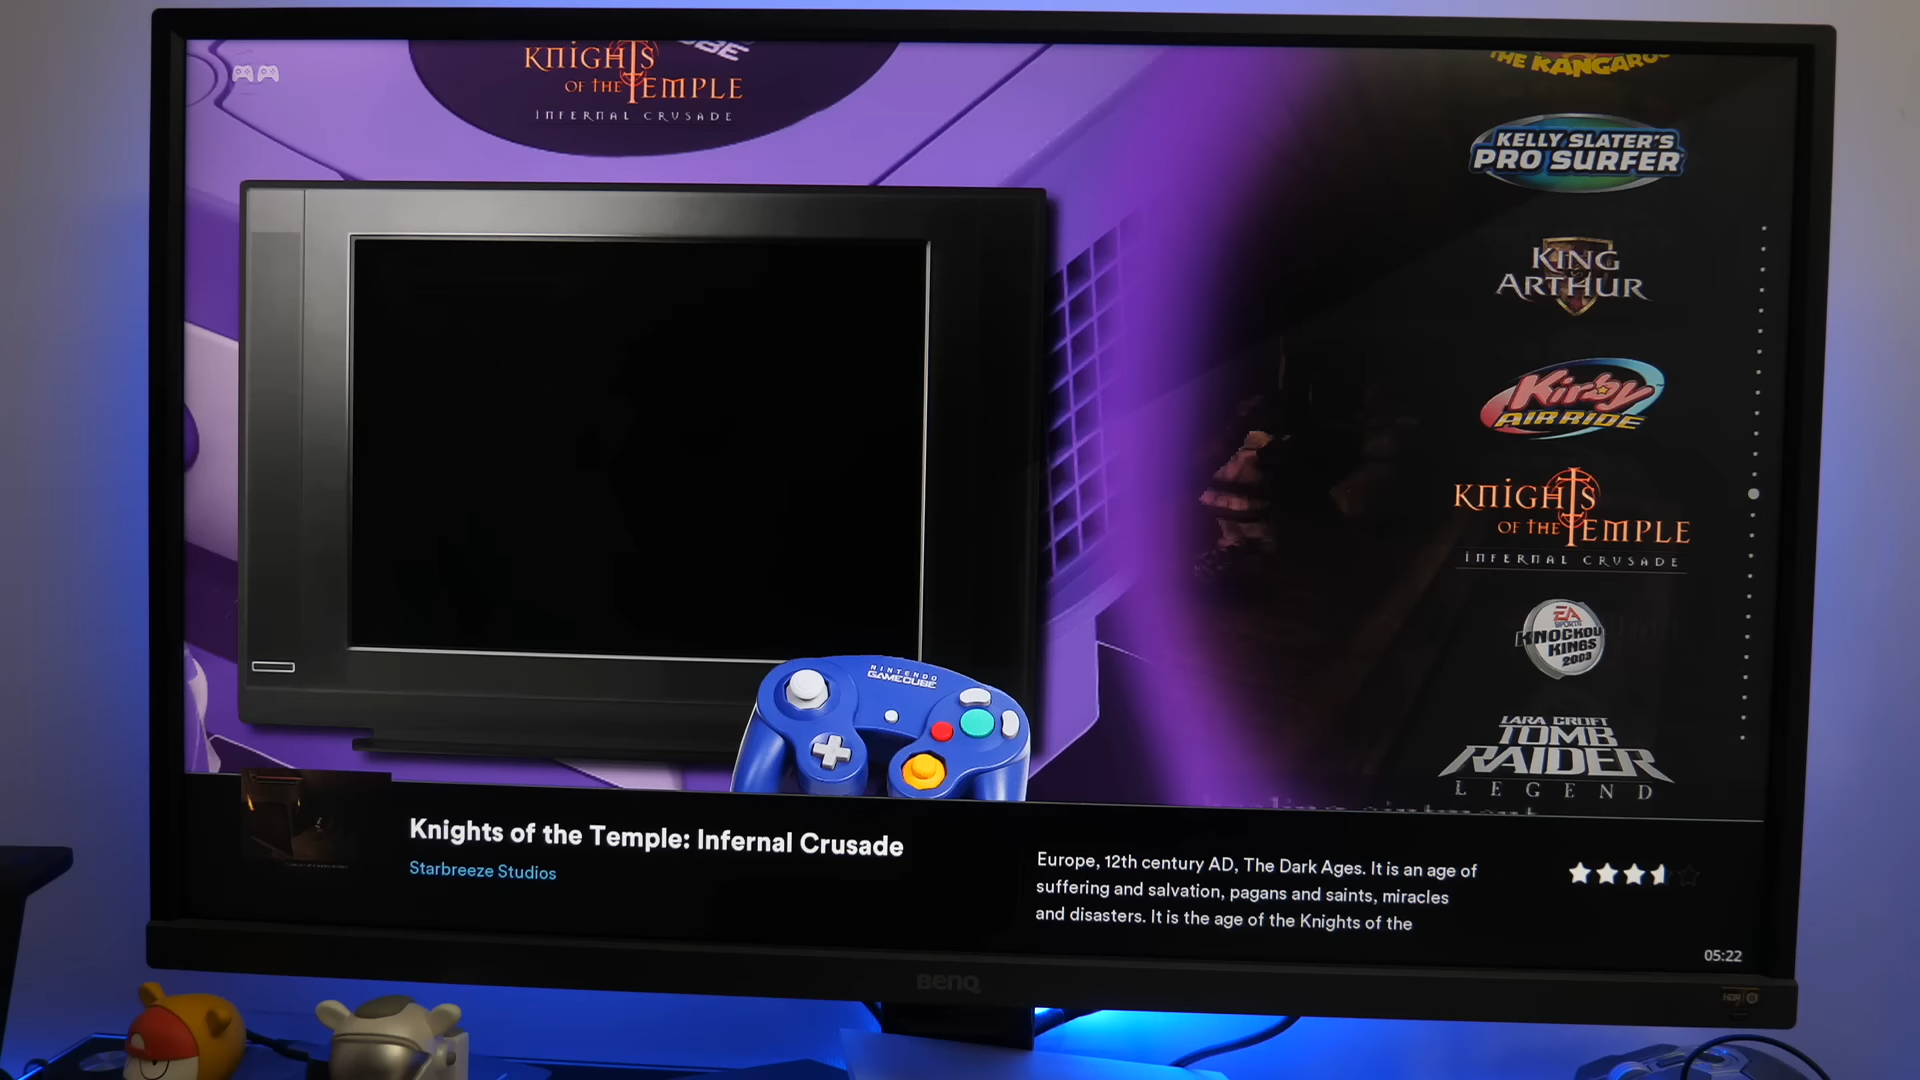 KNIGHTS
OF THE TEMPLE
INFERNAL CRUSADE
THE KANGAROO
KELLY SLATER'S
PRO SURFER
KING
ARTHUR
Kirby
AIR RIDE
KNIGHTS
OF THE TEMPLE
INFERNAL CRUSADE
EA
SPORTS
KNOCKOUT
KINGS
2003
LARA CROFT
TOMB
RAIDER
LEGEND
NINTENDO
GAMECUBE
Knights of the Temple: Infernal Crusade
Starbreeze Studios
Europe, 12th century AD, The Dark Ages. It is an age of
suffering and salvation, pagans and saints, miracles
and disasters. It is the age of the Knights of the
05:22
BenQ
HDR